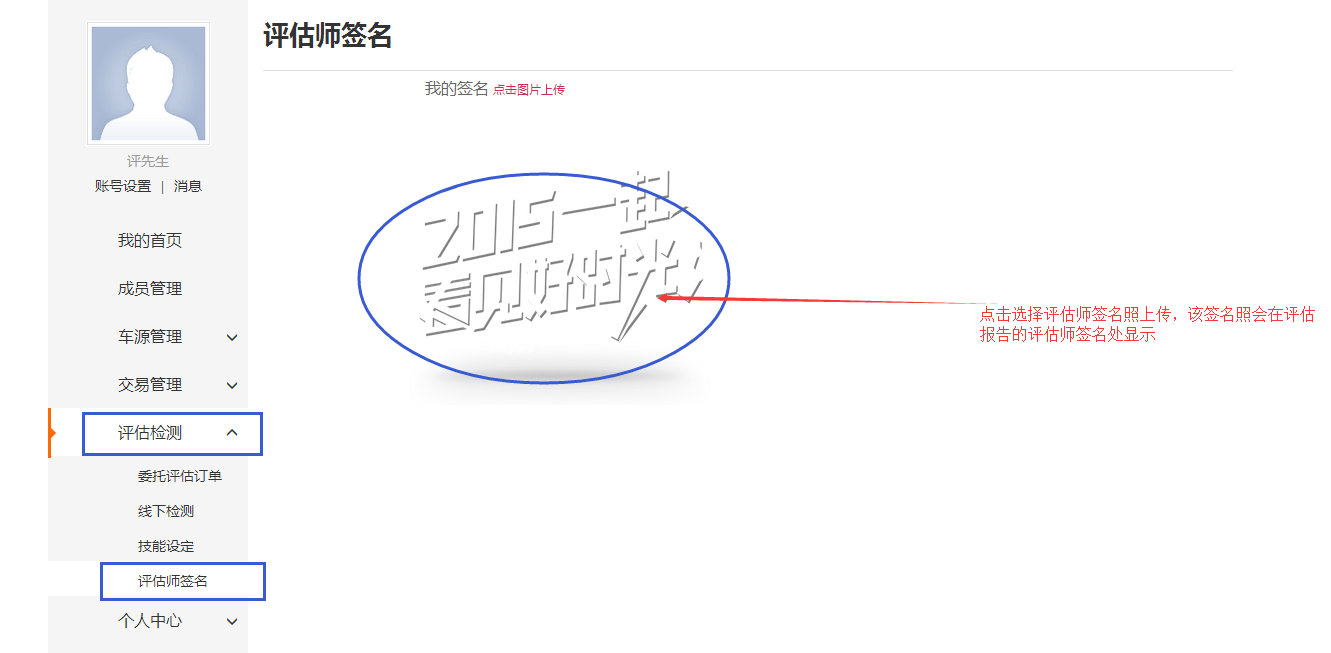 评估师签名
我的签名 点击图片上传
评先生
账号设置 | 消息
我的首页
成员管理
车源管理
交易管理
评估检测
委托评估订单
线下检测
技能设定
评估师签名
个人中心
2015一起
看见好时光
点击选择评估师签名照上传，该签名照会在评估
报告的评估师签名处显示